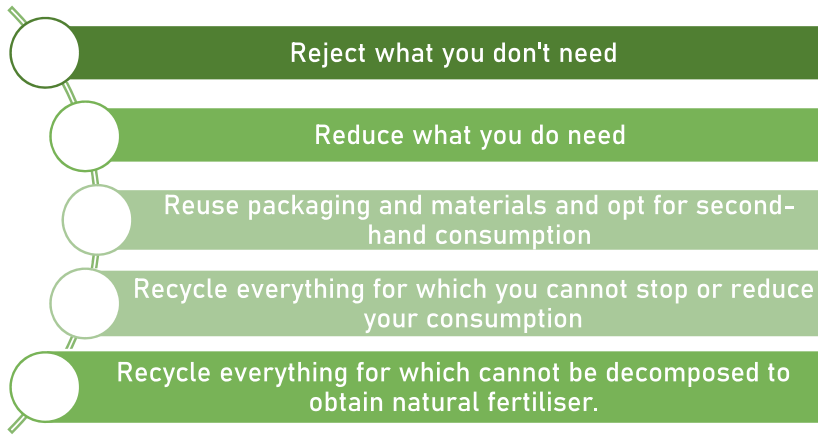 Reject what you don't need
Reduce what you do need
Reuse packaging and materials and opt for second-
hand consumption
Recycle everything for which you cannot stop or reduce
your consumption
Recycle everything for which cannot be decomposed to
obtain natural fertiliser.